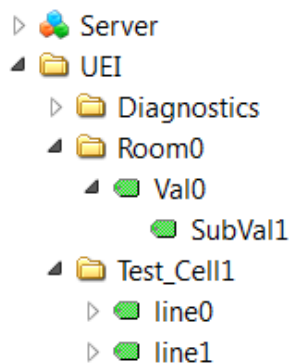 Server
UEI
Diagnostics
Room0
Val0
SubVal1
Test_Cell1
line0
line1